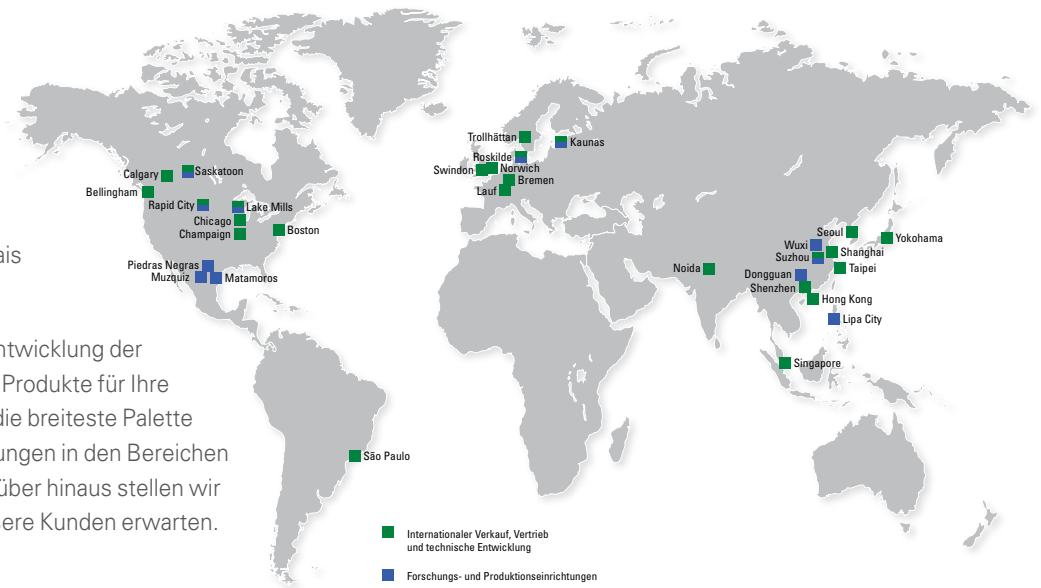 Trollhättan
Kaunas
Roskilde
Swindon
Norwich
Bremen
Lauf
Calgary
Saskatoon
Bellingham
Rapid City
Lake Mills
Chicago
Champaign
Boston
Piedras Negras
Muzquiz
Matamoros
Seoul
Yokohama
Wuxi
Shanghai
Suzhou
Noida
Taipei
Dongguan
Shenzhen
Hong Kong
Lipa City
Singapore
São Paulo
ais
ntwicklung der
Produkte für Ihre
die breiteste Palette
ungen in den Bereichen
über hinaus stellen wir
sere Kunden erwarten.
Internationaler Verkauf, Vertrieb
und technische Entwicklung
Forschungs- und Produktionseinrichtungen